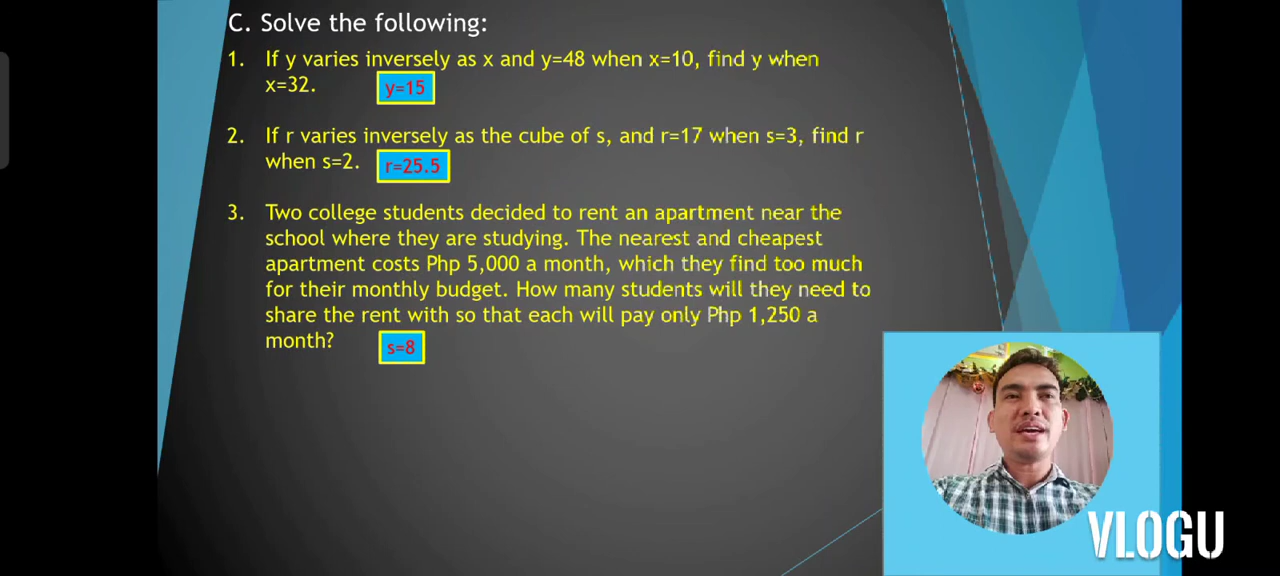 C. Solve the following:
1. If y varies inversely as x and y=48 when x=10, find y when
x=32. y=15
2. If r varies inversely as the cube of s, and r=17 when s=3, find r
when s=2. r=25.5
3. Two college students decided to rent an apartment near the
school where they are studying. The nearest and cheapest
apartment costs Php 5,000 a month, which they find too much
for their monthly budget. How many students will they need to
share the rent with so that each will pay only Php 1,250 a
month? s=8
VLOGU